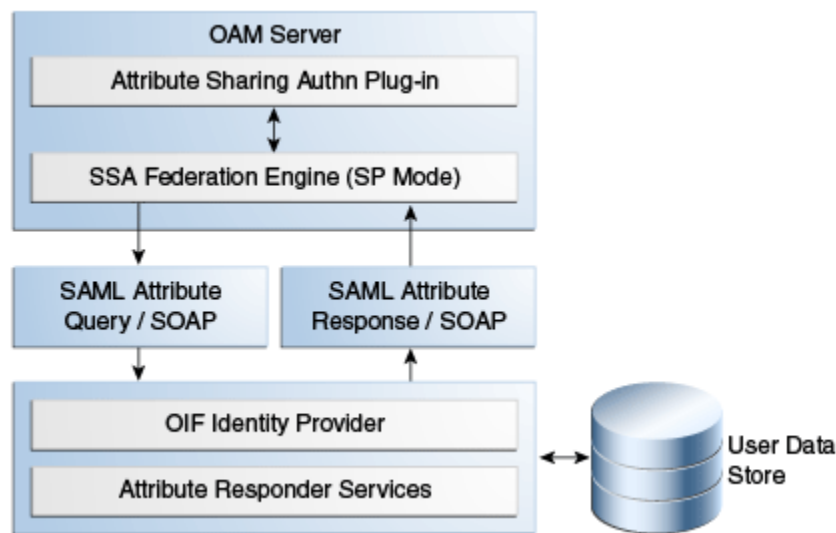 OAM Server
Attribute Sharing Authn Plug-in
SSA Federation Engine (SP Mode)
SAML Attribute
Query / SOAP
SAML Attribute
Response / SOAP
OIF Identity Provider
Attribute Responder Services
User Data
Store